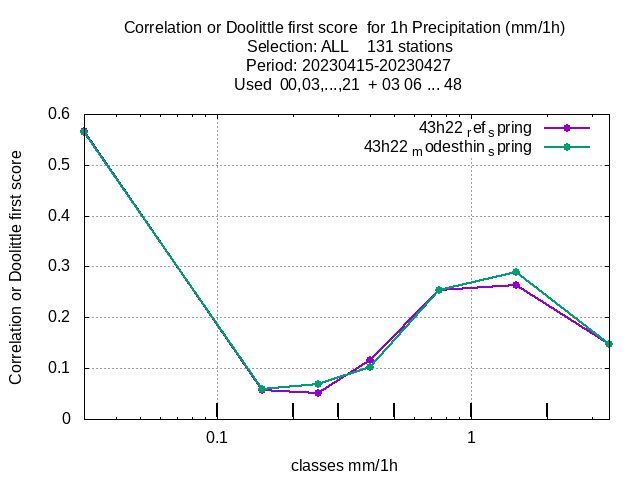 Correlation or Doolittle first score  for 1h Precipitation (mm/1h)
Selection: ALL    131 stations
Period: 20230415-20230427
Used  00,03,...,21  + 03 06 ... 48
43h22 ref spring
43h22 modesthin spring
Correlation or Doolittle first score
0.6
0.5
0.4
0.3
0.2
0.1
0
0.1
1
classes mm/1h